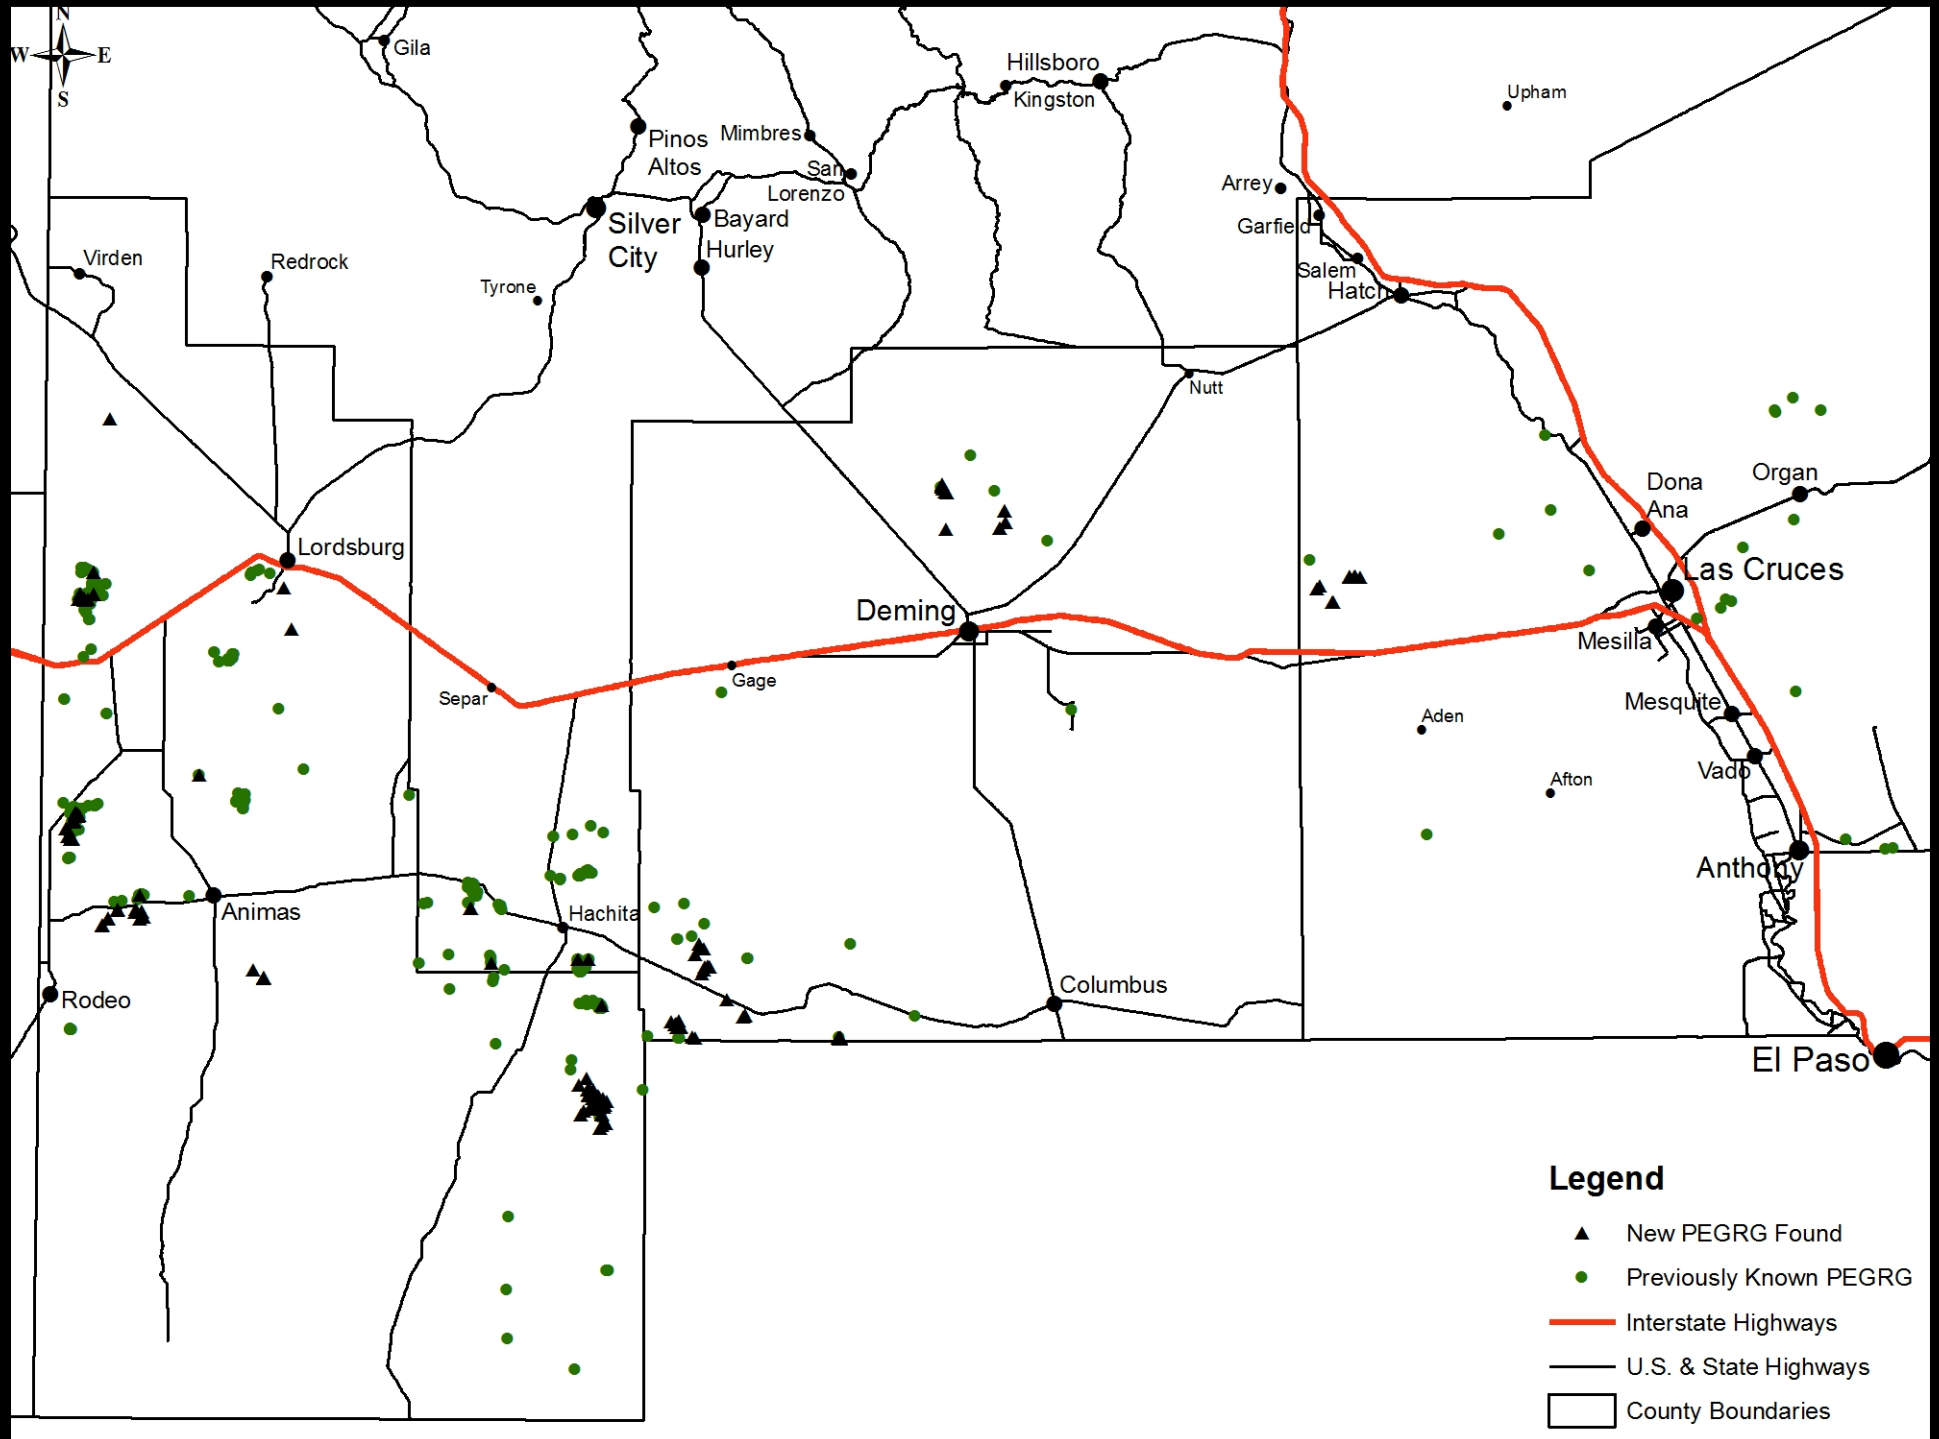 N
W E
S
Gila
Hillsboro
Kingston
Upham
Pinos
Altos
Mimbres
San
Lorenzo
Arrey
Garfield
Silver
City
Bayard
Hurley
Virden
Redrock
Tyrone
Salem
Hatch
Nutt
Dona
Ana
Organ
Lordsburg
Las Cruces
Deming
Mesilla
Separ
Gage
Mesquite
Aden
Vado
Afton
Anthony
Animas
Hachita
Rodeo
Columbus
El Paso
Legend
New PEGRG Found
Previously Known PEGRG
Interstate Highways
U.S. & State Highways
County Boundaries